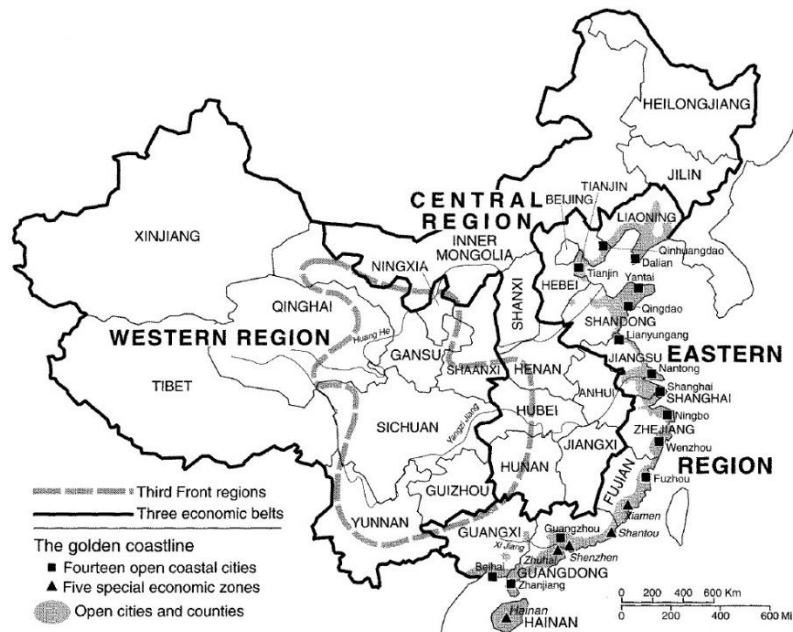 HEILONGJIANG
JILIN
TIANJIN
BEIJING
LIAONING
CENTRAL
REGION
XINJIANG
INNER
MONGOLIA
Qinhuangdao
Dalian
Tianjin
NINGXIA
HEBEI
Yantai
QINGHAI
SHANXI
Qingdao
SHANDONG
WESTERN REGION
Huang He
Lianyungang
GANSU
JIANGSU
EASTERN
SHAANXI
HENAN
Nantong
TIBET
ANHUI
Shanghai
SHANGHAI
HUBEI
Ningbo
SICHUAN
Yangzi Jiang
ZHEJIANG
JIANGXI
Wenzhou
HUNAN
REGION
FUJIAN
Fuzhou
GUIZHOU
Third Front regions
Three economic belts
YUNNAN
Xiamen
GUANGXI
Guangzhou
Shantou
Xi Jiang
The golden coastline
Zhuhai
Shenzhen
Fourteen open coastal cities
Beihai
GUANGDONG
Zhanjiang
Five special economic zones
0 200 400 600 Km
Open cities and counties
0 200 400 600 Mi
Hainan
HAINAN